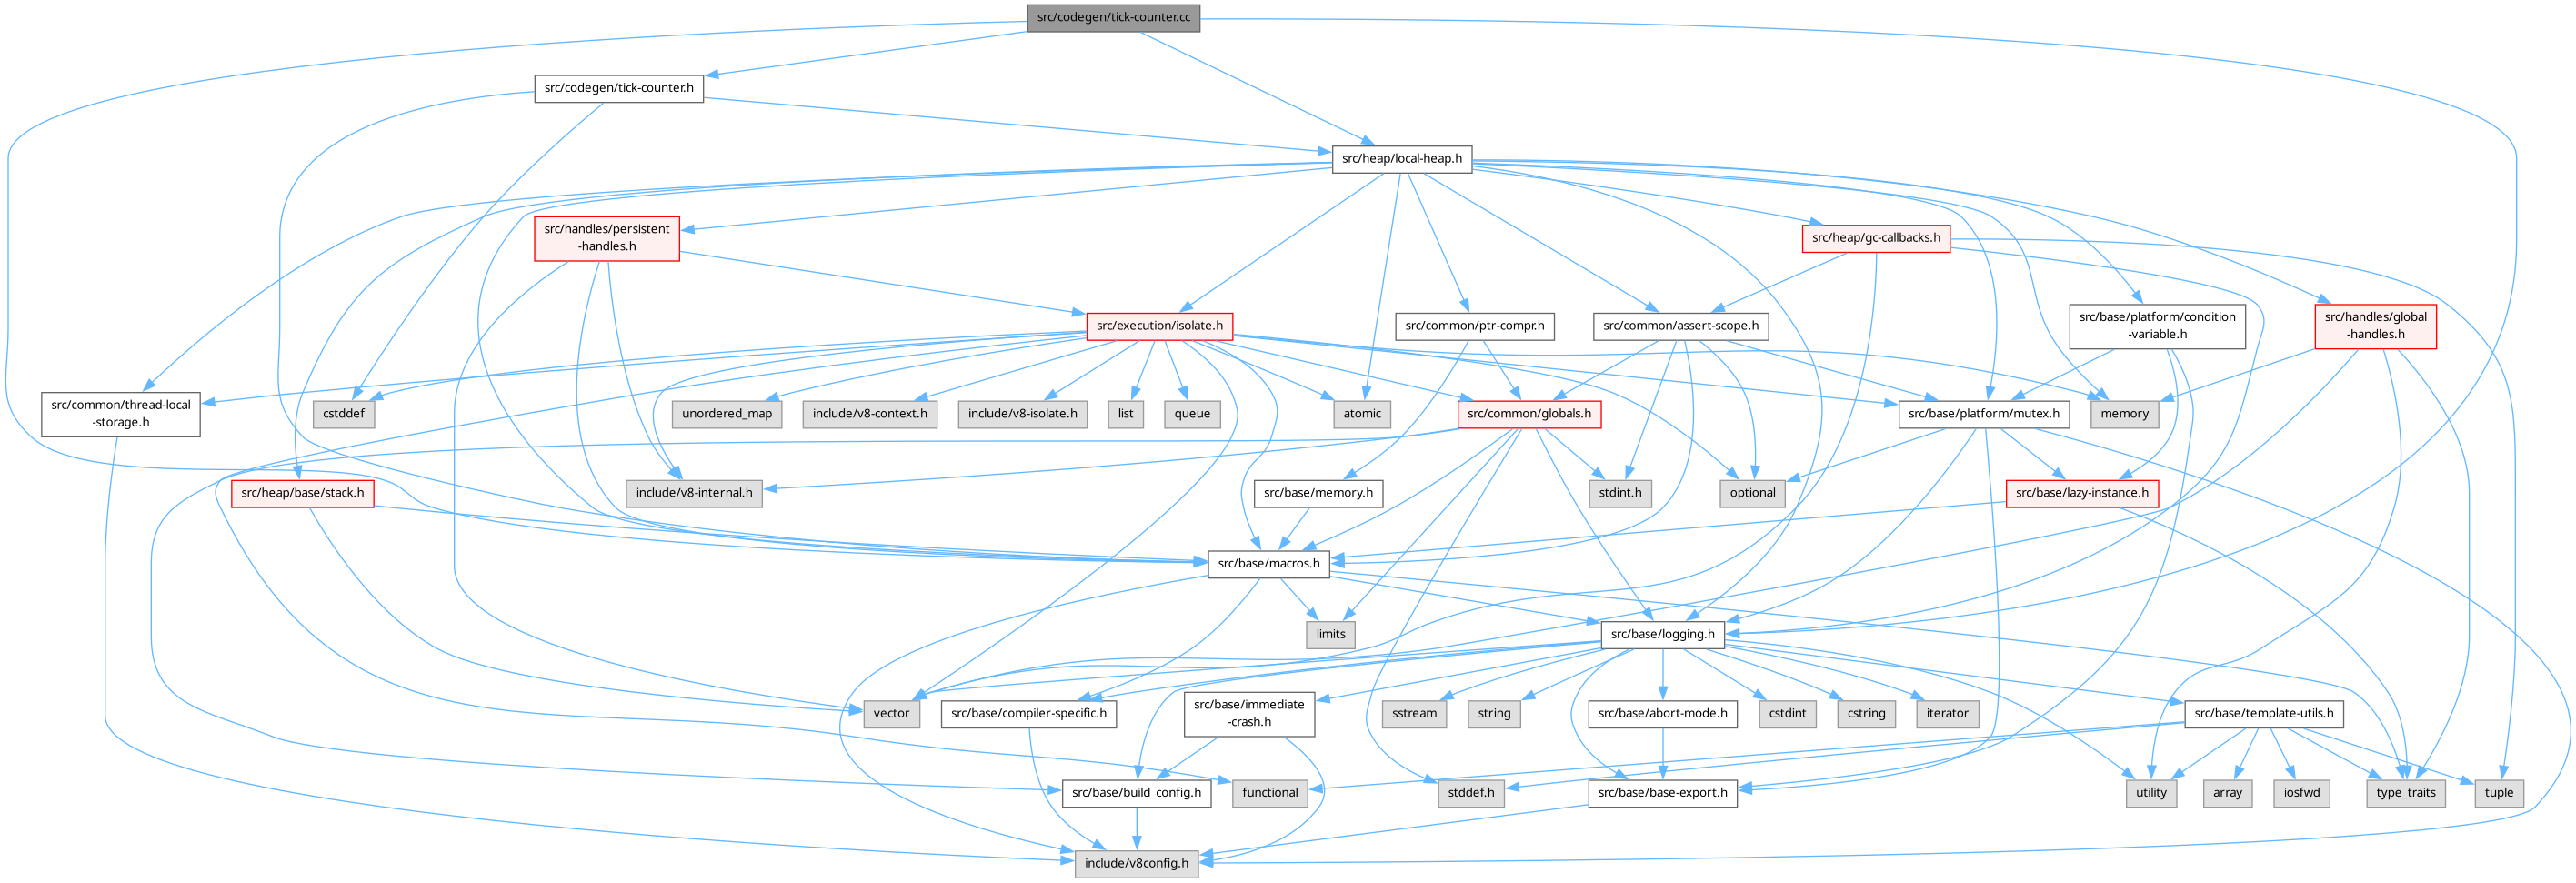 src/codegen/tick-counter.cc
src/codegen/tick-counter.h
src/heap/local-heap.h
src/handles/persistent
-handles.h
src/heap/gc-callbacks.h
src/execution/isolate.h
src/common/ptr-compr.h
src/common/assert-scope.h
src/base/platform/condition
-variable.h
src/handles/global
-handles.h
src/common/thread-local
-storage.h
cstddef
unordered_map
include/v8-context.h
include/v8-isolate.h
list
queue
atomic
src/common/globals.h
src/base/platform/mutex.h
memory
src/heap/base/stack.h
include/v8-internal.h
src/base/memory.h
stdint.h
optional
src/base/lazy-instance.h
src/base/macros.h
limits
src/base/logging.h
vector
src/base/compiler-specific.h
src/base/immediate
-crash.h
sstream
string
src/base/abort-mode.h
cstdint
cstring
iterator
src/base/template-utils.h
src/base/build_config.h
functional
stddef.h
src/base/base-export.h
utility
array
iosfwd
type_traits
tuple
include/v8config.h